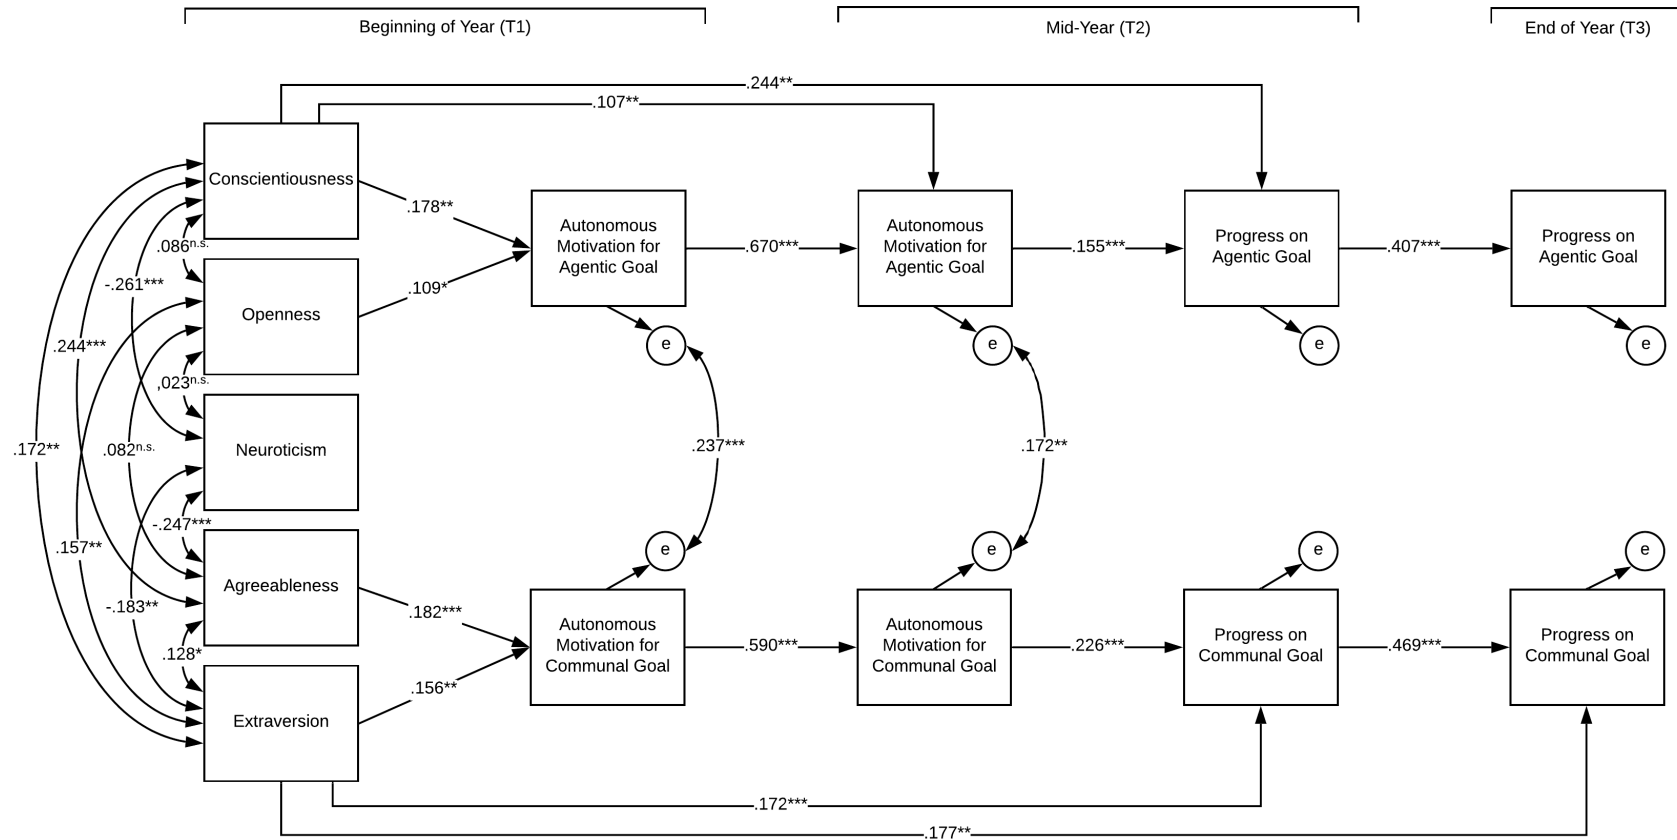 Beginning of Year (T1)
Mid-Year (T2)
End of Year (T3)
.244**
.107**
Conscientiousness
.178**
Autonomous
Motivation for
Agentic Goal
.670***
Autonomous
Motivation for
Agentic Goal
.155***
Progress on
Agentic Goal
.407***
Progress on
Agentic Goal
.086n.s.
-.261***
.109*
Openness
.244***
e
e
e
e
,023n.s.
.172**
.082n.s.
Neuroticism
.237***
.172**
-.247***
.157**
e
e
e
e
Agreeableness
-.183**
.182***
Autonomous
Motivation for
Communal Goal
.590***
Autonomous
Motivation for
Communal Goal
.226***
Progress on
Communal Goal
.469***
Progress on
Communal Goal
.128*
.156**
Extraversion
.172***
.177**